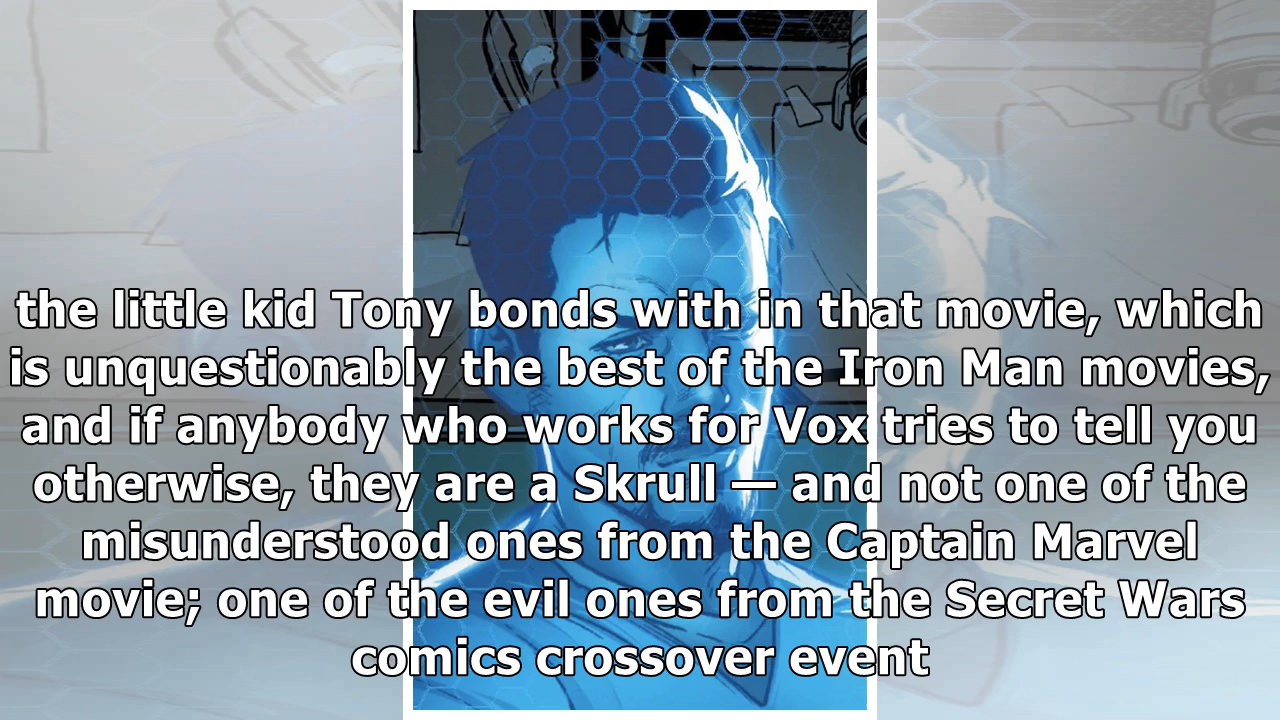 the little kid Tony bonds with in that movie, which
is unquestionably the best of the Iron Man movies,
and if anybody who works for Vox tries to tell you
otherwise, they are a Skrull — and not one of the
misunderstood ones from the Captain Marvel
movie; one of the evil ones from the Secret Wars
comics crossover event